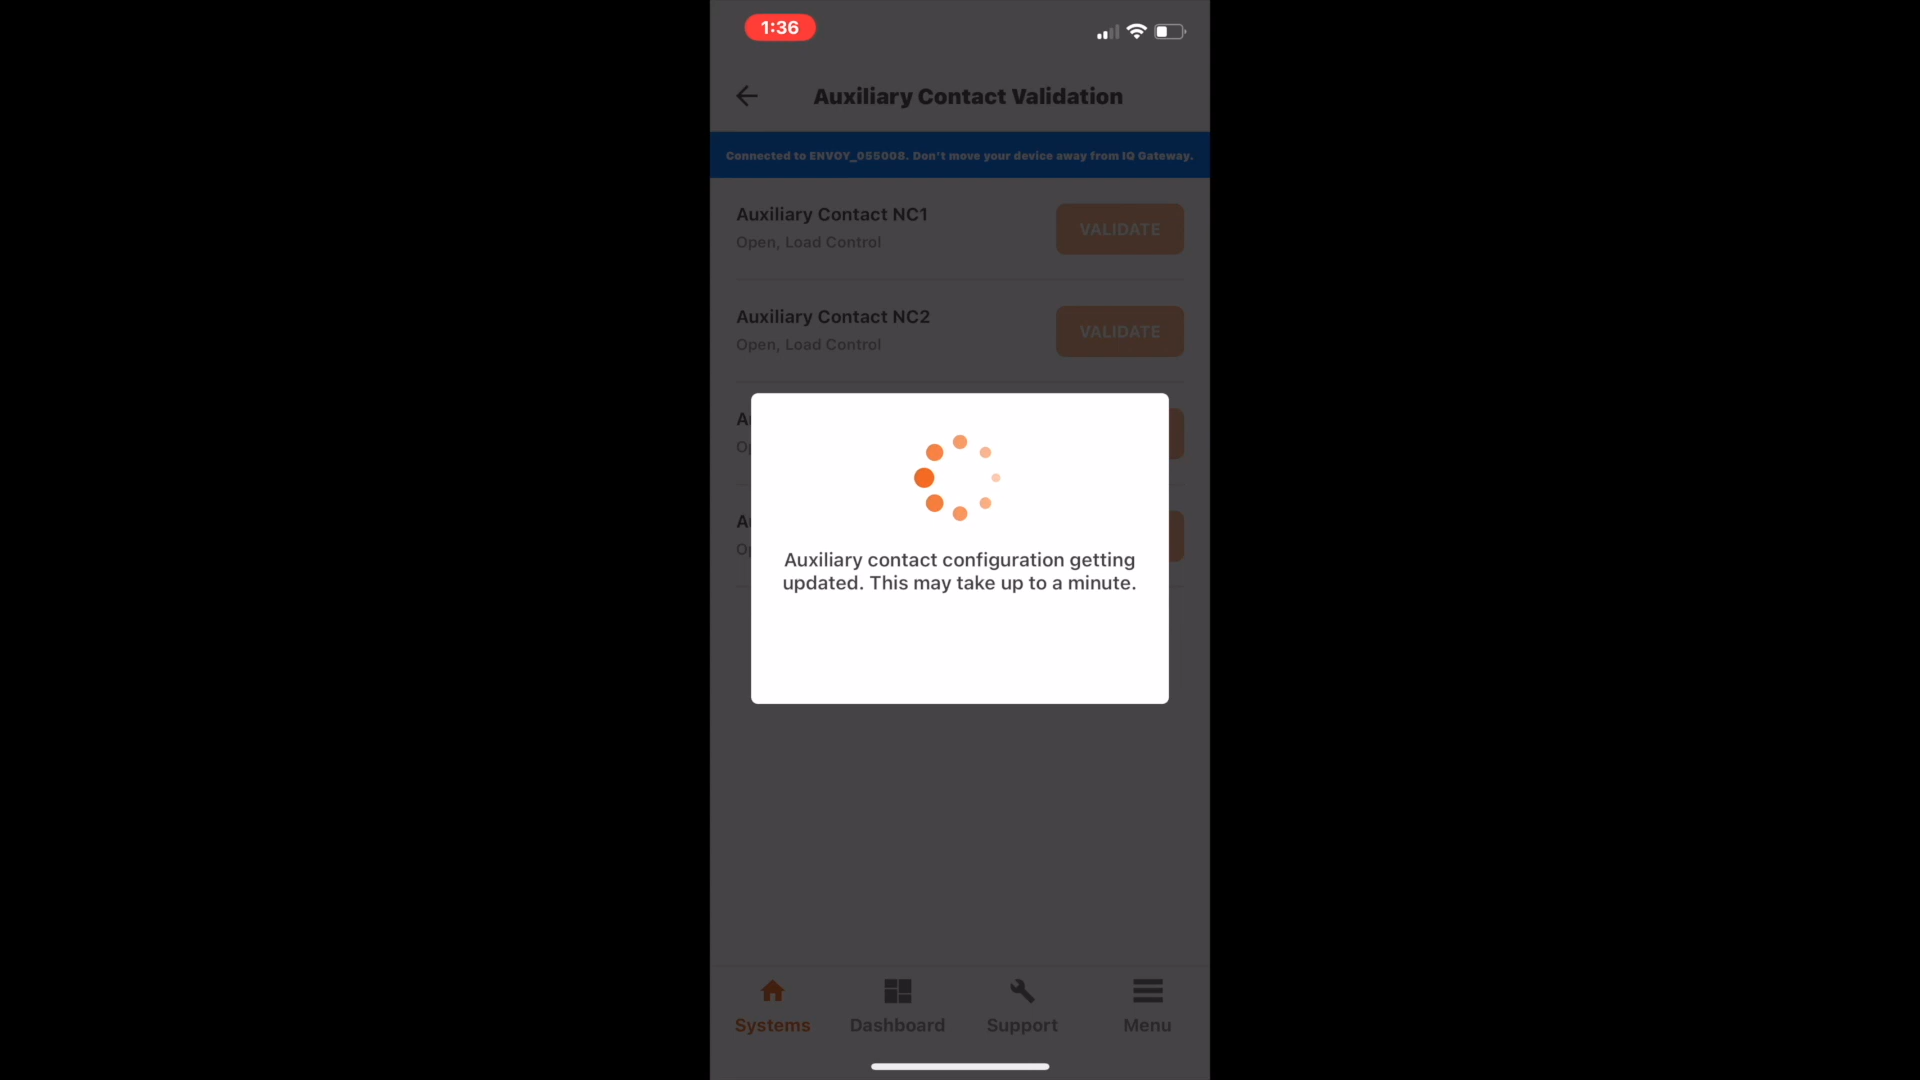 1:36
Auxiliary Contact Validation
Connected to ENVOY_055008. Don't move your device away from IQ Gateway.
Auxiliary Contact NC1
Open, Load Control
VALIDATE
Auxiliary Contact NC2
Open, Load Control
VALIDATE
Auxiliary contact configuration getting
updated. This may take up to a minute.
Systems
Dashboard
Support
Menu